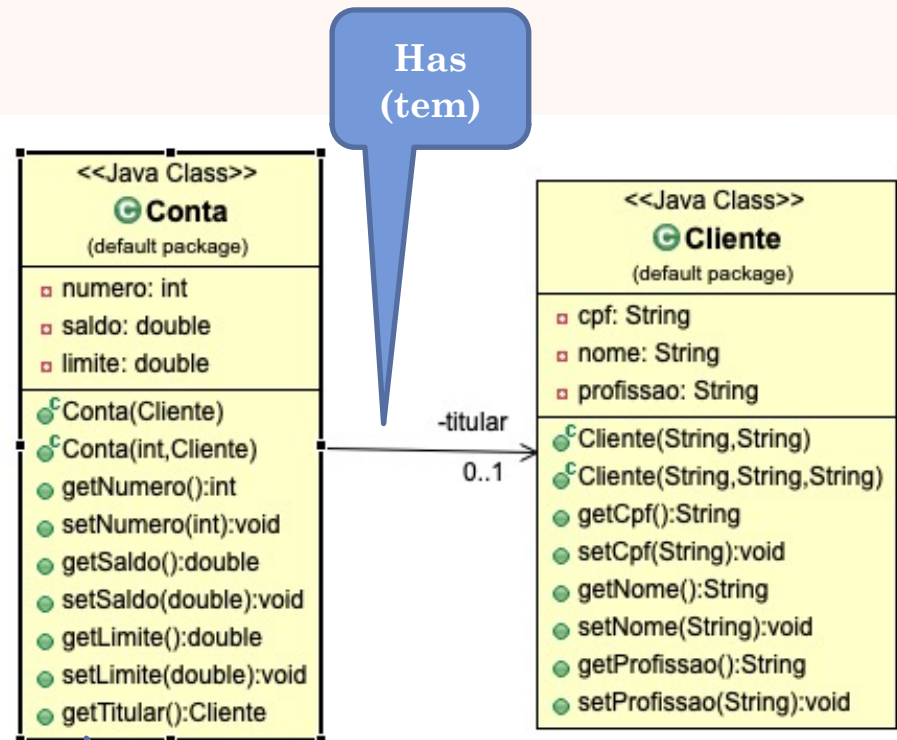 Has
(tem)
<<Java Class>>
C Conta
(default package)
numero: int
saldo: double
limite: double
C Conta(Cliente)
C Conta(int,Cliente)
getNumero():int
setNumero(int):void
getSaldo():double
setSaldo(double):void
getLimite():double
setLimite(double):void
getTitular():Cliente
-titular
0..1
<<Java Class>>
C Cliente
(default package)
cpf: String
nome: String
profissao: String
C Cliente(String,String)
C Cliente(String,String,String)
getCpf():String
setCpf(String):void
getNome():String
setNome(String):void
getProfissao():String
setProfissao(String):void